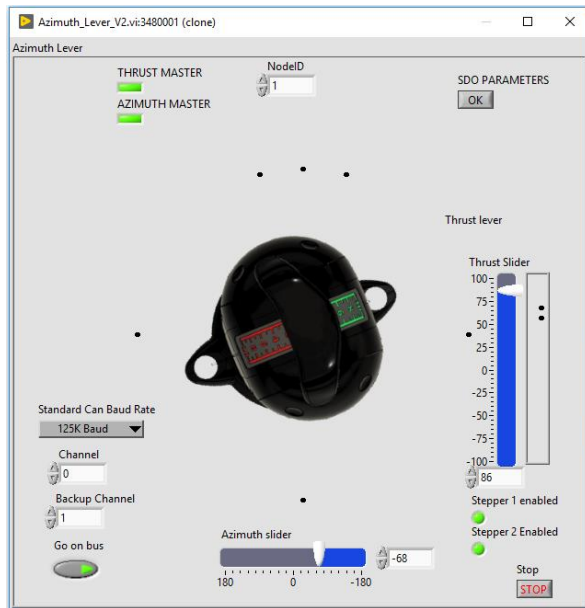 Azimuth_Lever_V2.vi:3480001 (clone)
Azimuth Lever
THRUST MASTER
AZIMUTH MASTER
NodeID
1
SDO PARAMETERS
OK
Thrust lever
Thrust Slider
100
75
50
25
0
-25
-50
-75
-100
86
Standard Can Baud Rate
125K Baud
Channel
0
Backup Channel
1
Go on bus
Azimuth slider
-68
180 0 -180
Stepper 1 enabled
Stepper 2 Enabled
Stop
STOP